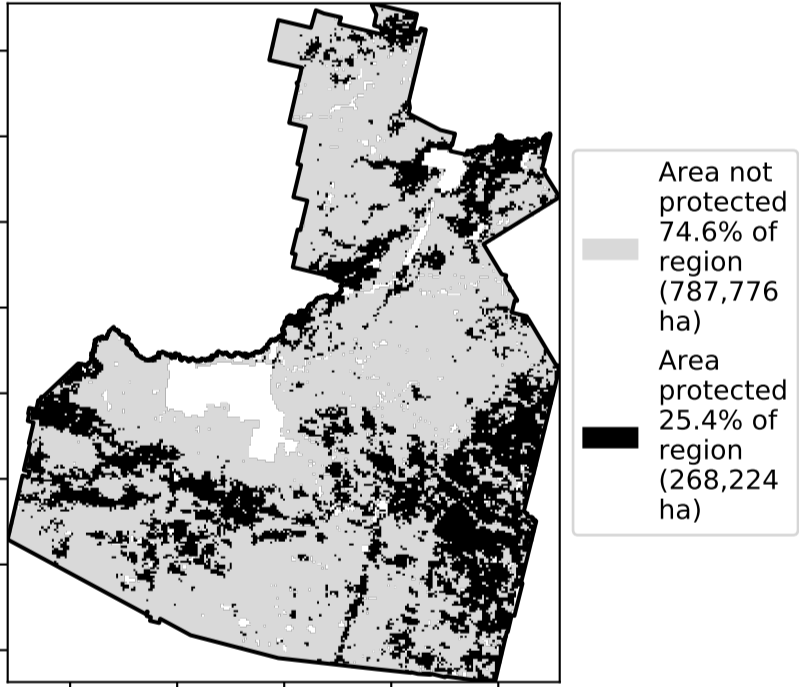 Area not
protected
74.6% of
region
(787,776
ha)
Area
protected
25.4% of
region
(268,224
ha)